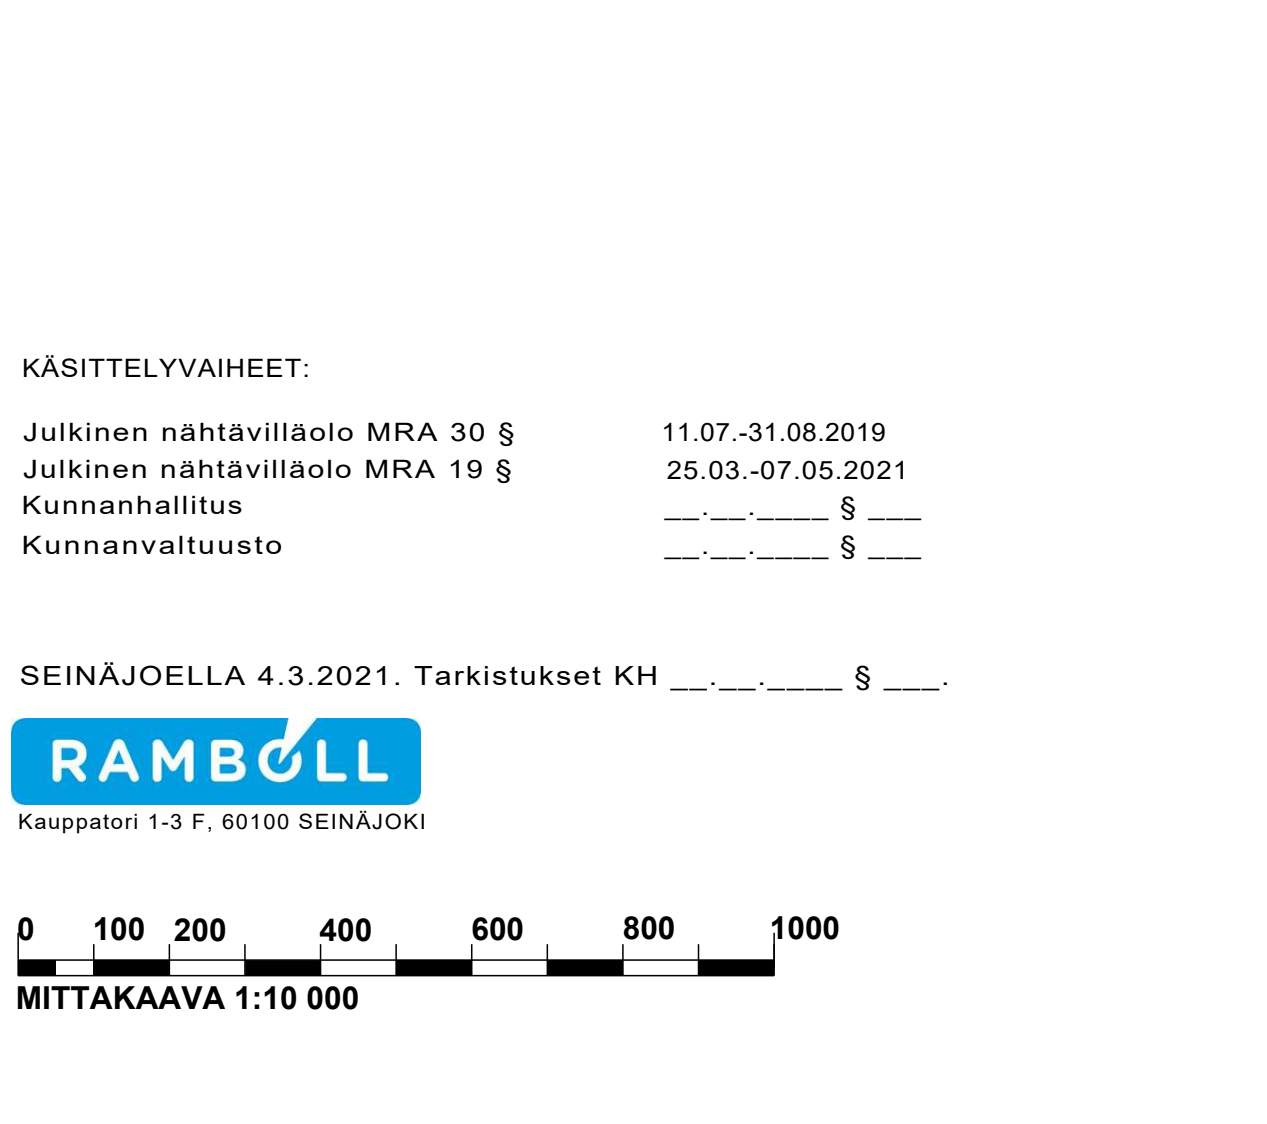 KÄSITTELYVAIHEET:
Julkinen nähtävilläolo MRA 30 § 11.07.-31.08.2019
Julkinen nähtävilläolo MRA 19 § 25.03.-07.05.2021
Kunnanhallitus __.__.____ § ___
Kunnanvaltuusto __.__.____ § ___
SEINÄJOELLA 4.3.2021. Tarkistukset KH __.__.____ § ___.
RAMBOLL
Kauppatori 1-3 F, 60100 SEINÄJOKI
0 100 200 400 600 800 1000
MITTAKAAVA 1:10 000